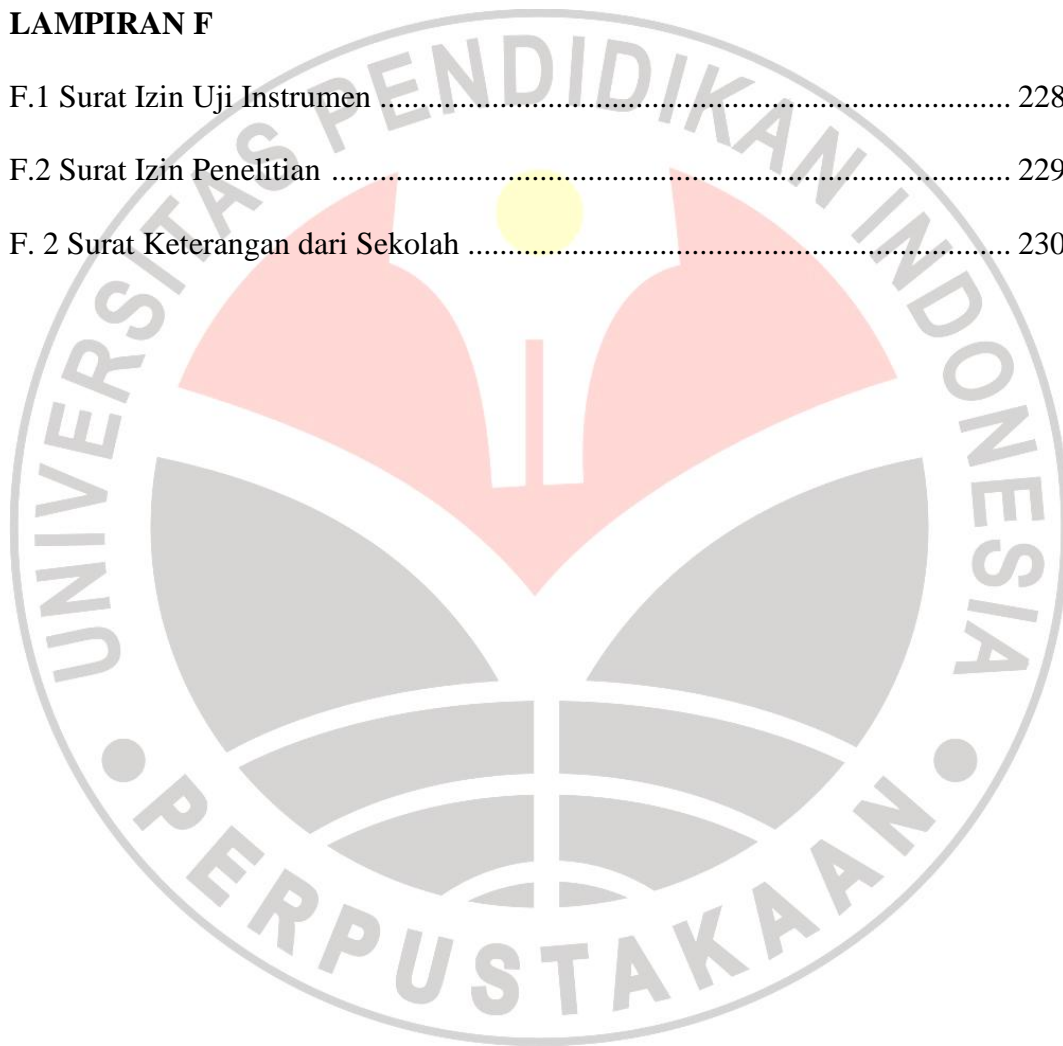 LAMPIRAN F
F.1 Surat Izin Uji Instrumen ........................................................................... 228
F.2 Surat Izin Penelitian ................................................................................. 229
F. 2 Surat Keterangan dari Sekolah ................................................................. 230
UNIVERSITAS PENDIDIKAN INDONESIA
PERPUSTAKAAN